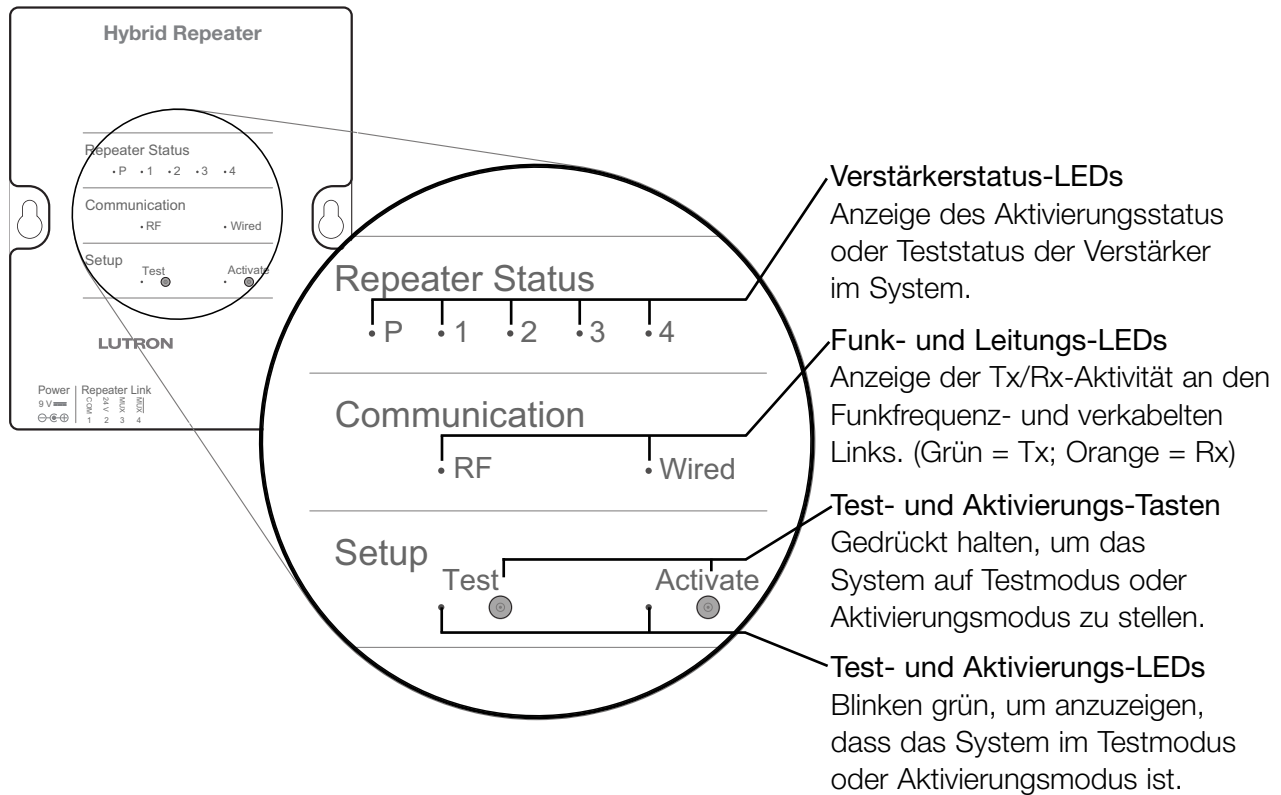 Hybrid Repeater
Repeater Status
P 1 2 3 4
Communication
RF Wired
Setup
Test Activate
LUTRON
Power Repeater Link
9 V
COM 24 V MUX MUX
1 2 3 4
Repeater Status
P 1 2 3 4
Communication
RF Wired
Setup
Test Activate
Verstärkerstatus-LEDs
Anzeige des Aktivierungsstatus
oder Teststatus der Verstärker
im System.
Funk- und Leitungs-LEDs
Anzeige der Tx/Rx-Aktivität an den
Funkfrequenz- und verkabelten
Links. (Grün = Tx; Orange = Rx)
Test- und Aktivierungs-Tasten
Gedrückt halten, um das
System auf Testmodus oder
Aktivierungsmodus zu stellen.
Test- und Aktivierungs-LEDs
Blinken grün, um anzuzeigen,
dass das System im Testmodus
oder Aktivierungsmodus ist.